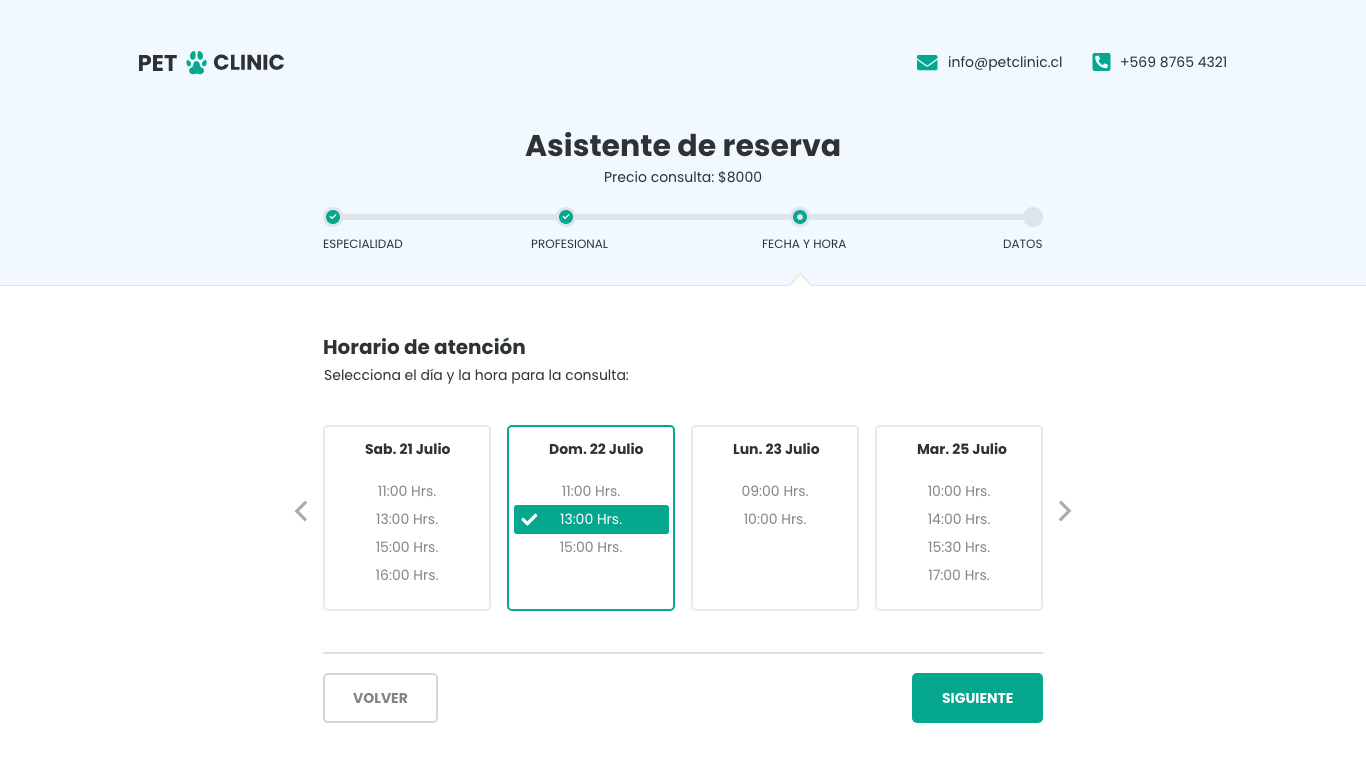 PET CLINIC
info@petclinic.cl
+569 8765 4321
Asistente de reserva
Precio consulta: $8000
ESPECIALIDAD
PROFESIONAL
FECHA Y HORA
DATOS
Horario de atención
Selecciona el día y la hora para la consulta:
Sab. 21 Julio
11:00 Hrs.
13:00 Hrs.
15:00 Hrs.
16:00 Hrs.
Dom. 22 Julio
11:00 Hrs.
13:00 Hrs.
15:00 Hrs.
Lun. 23 Julio
09:00 Hrs.
10:00 Hrs.
Mar. 25 Julio
10:00 Hrs.
14:00 Hrs.
15:30 Hrs.
17:00 Hrs.
VOLVER
SIGUIENTE